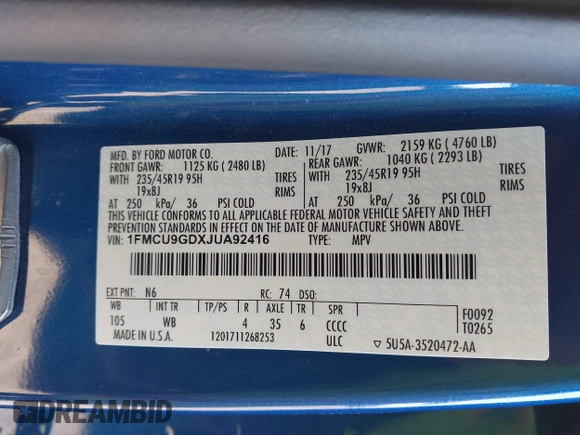 MFD. BY FORD MOTOR CO.
11/17
GVWR: 2159 KG ( 4760 LB)
FRONT GAWR: 1125 KG ( 2480 LB)
REAR GAWR: 1040 KG ( 2293 LB)
WITH 235/45R19 95H TIRES
WITH 235/45R19 95H TIRES
19x8J RIMS
19x8J RIMS
AT 250 kPa/ 36 PSI COLD
AT 250 kPa/ 36 PSI COLD
THIS VEHICLE CONFORMS TO ALL APPLICABLE FEDERAL MOTOR VEHICLE SAFETY AND THEFT
PREVENTION STANDARDS IN EFFECT ON THE DATE OF MANUFACTURE SHOWN ABOVE.
VIN: 1FMCU9GDXJUA92416
TYPE: MPV
EXT PNT: N6 RC: 74 DSO:
WB INT TR TP/PS R AXLE TR SPR
105 WB 4 35 6 CCCC
F0092
T0265
MADE IN U.S.A. 1201711268253 ULC
▽ 5U5A-3520472-AA
DREAMBID